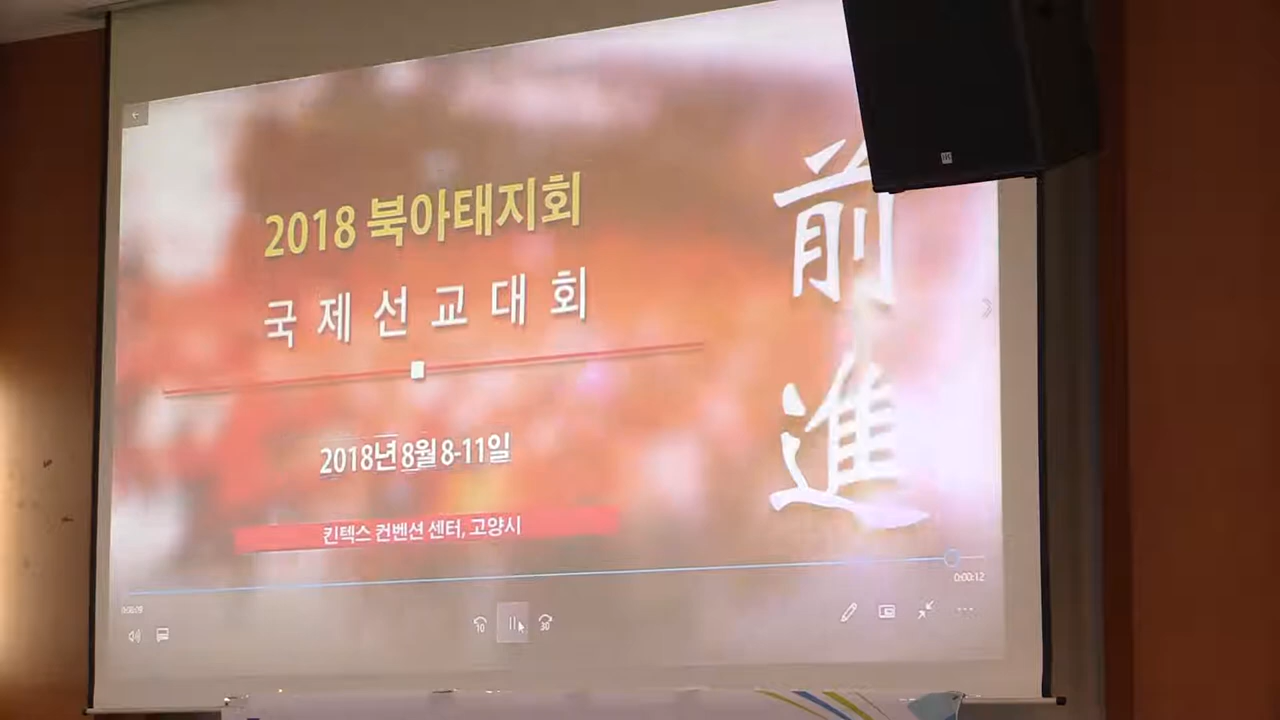 2018 북아태지회
국제선교대회
2018년 8월 8-11일
킨텍스 컨벤션 센터, 고양시
前進
0:00:12
10
30